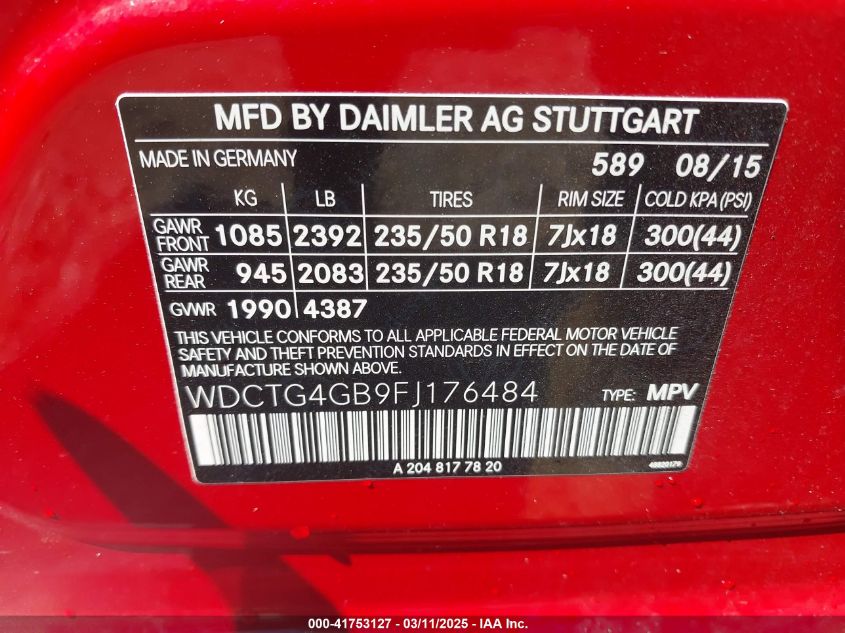 MFD BY DAIMLER AG STUTTGART
MADE IN GERMANY 589 08/15
KG LB TIRES RIM SIZE COLD KPA (PSI)
GAWR FRONT 1085 2392 235/50 R18 7Jx18 300(44)
GAWR REAR 945 2083 235/50 R18 7Jx18 300(44)
GVWR 1990 4387
THIS VEHICLE CONFORMS TO ALL APPLICABLE FEDERAL MOTOR VEHICLE
SAFETY AND THEFT PREVENTION STANDARDS IN EFFECT ON THE DATE OF
MANUFACTURE SHOWN ABOVE.
WDCTG4GB9FJ176484 TYPE: MPV
A 204 817 78 20
000-41753127 - 03/11/2025 - IAA Inc.